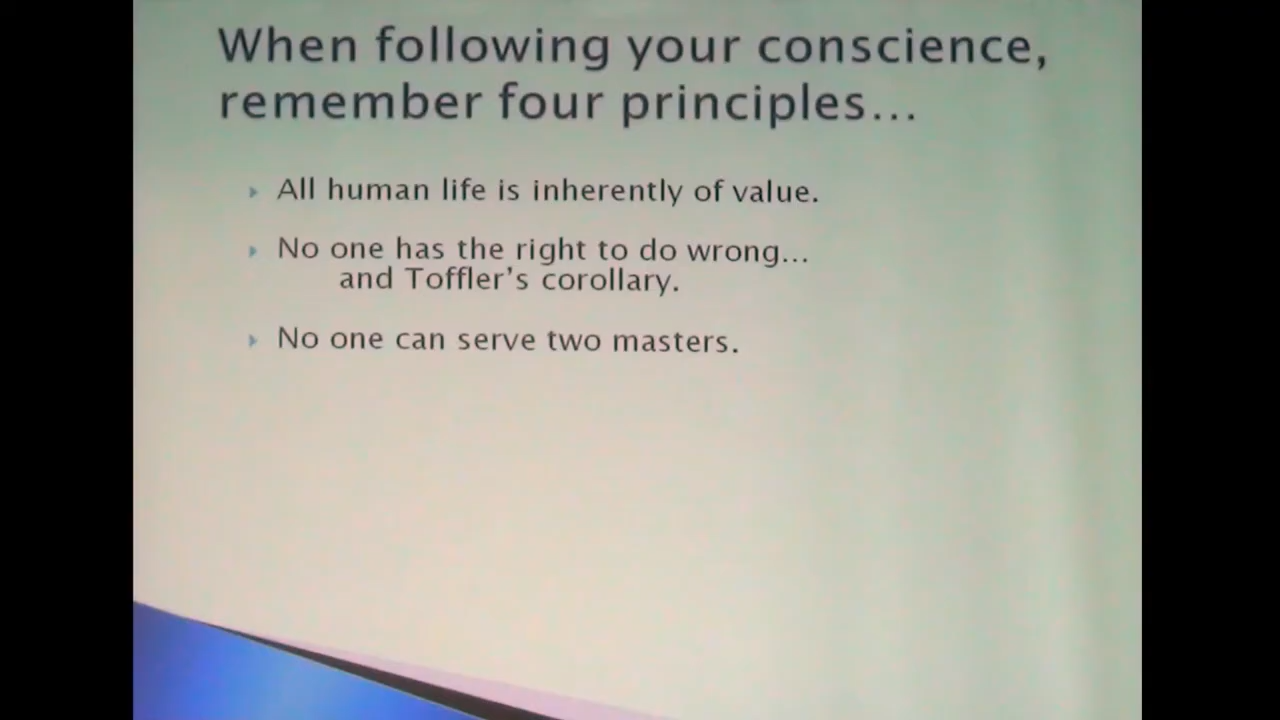 When following your conscience,
remember four principles…
All human life is inherently of value.
No one has the right to do wrong…
and Toffler's corollary.
No one can serve two masters.